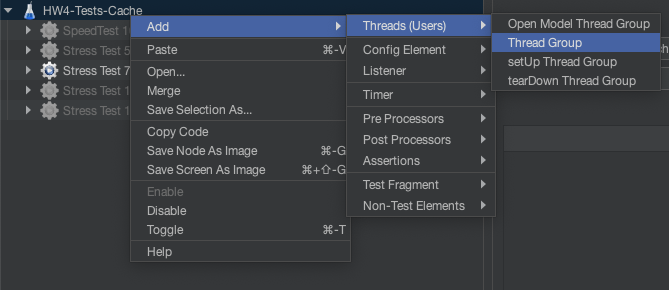 HW4-Tests-Cache
SpeedTest 1
Stress Test 5
Stress Test 7
Stress Test 1
Add
Paste ⌘-V
Open...
Merge
Save Selection As...
Copy Code
Save Node As Image ⌘-G
Save Screen As Image ⌘+⇧-G
Enable
Disable
Toggle ⌘-T
Help
Threads (Users)
Config Element
Listener
Timer
Pre Processors
Post Processors
Assertions
Test Fragment
Non-Test Elements
Open Model Thread Group
Thread Group
setUp Thread Group
tearDown Thread Group